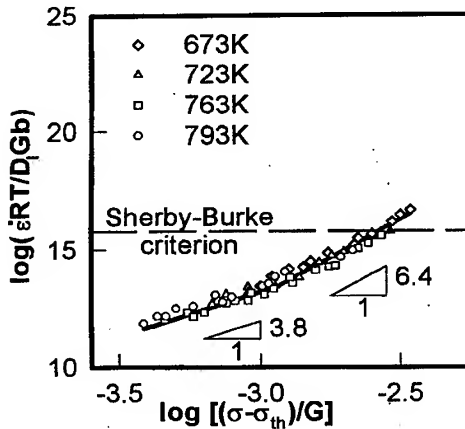 25
20
15
10
log(ε̇RT/DₗGb)
673K
723K
763K
793K
Sherby-Burke
criterion
6.4
1
3.8
1
-3.5
-3.0
-2.5
log [(σ-σth)/G]